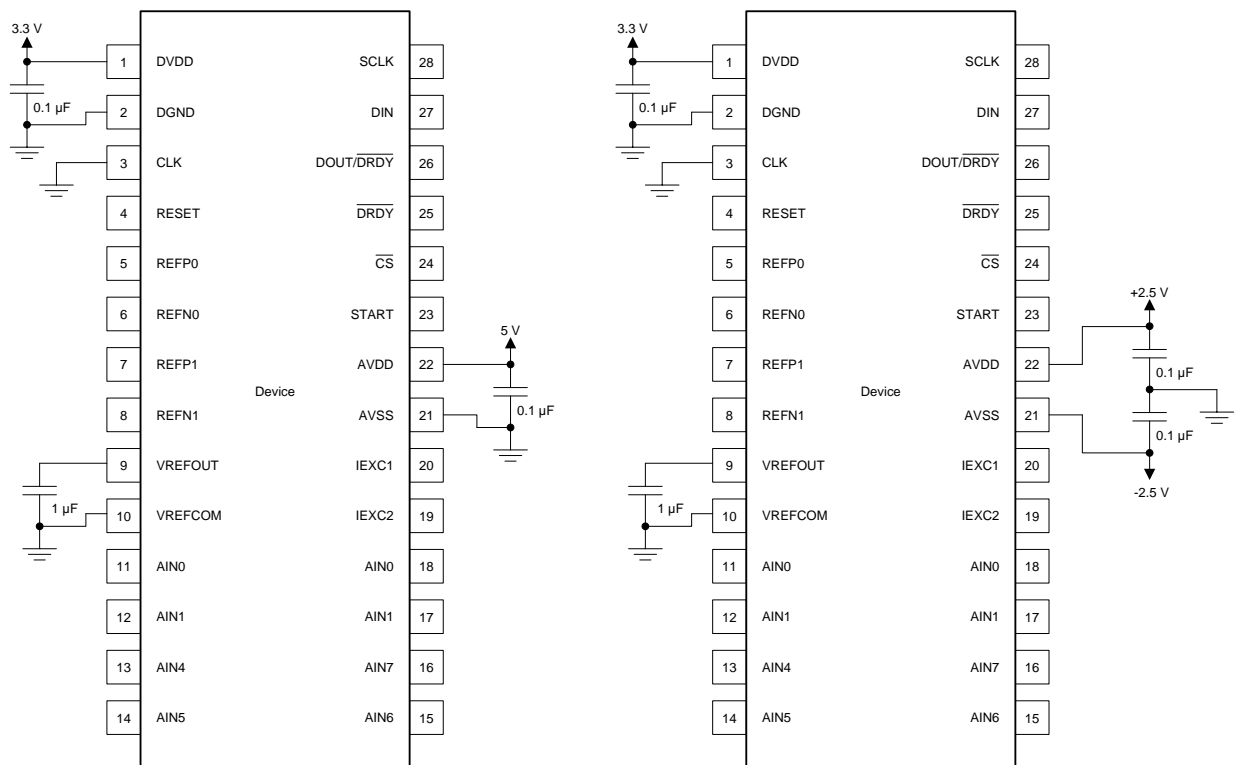 3.3 V
0.1 µF
1 DVDD SCLK 28
2 DGND DIN 27
3 CLK DOUT/DRDY 26
4 RESET DRDY 25
5 REFP0 CS 24
6 REFN0 START 23
7 REFP1 AVDD 22
8 REFN1 AVSS 21
9 VREFOUT IEXC1 20
10 VREFCOM IEXC2 19
11 AIN0 AIN0 18
12 AIN1 AIN1 17
13 AIN4 AIN7 16
14 AIN5 AIN6 15
Device
5 V
0.1 µF
1 µF
3.3 V
0.1 µF
1 DVDD SCLK 28
2 DGND DIN 27
3 CLK DOUT/DRDY 26
4 RESET DRDY 25
5 REFP0 CS 24
6 REFN0 START 23
7 REFP1 AVDD 22
8 REFN1 AVSS 21
9 VREFOUT IEXC1 20
10 VREFCOM IEXC2 19
11 AIN0 AIN0 18
12 AIN1 AIN1 17
13 AIN4 AIN7 16
14 AIN5 AIN6 15
Device
+2.5 V
0.1 µF
0.1 µF
-2.5 V
1 µF